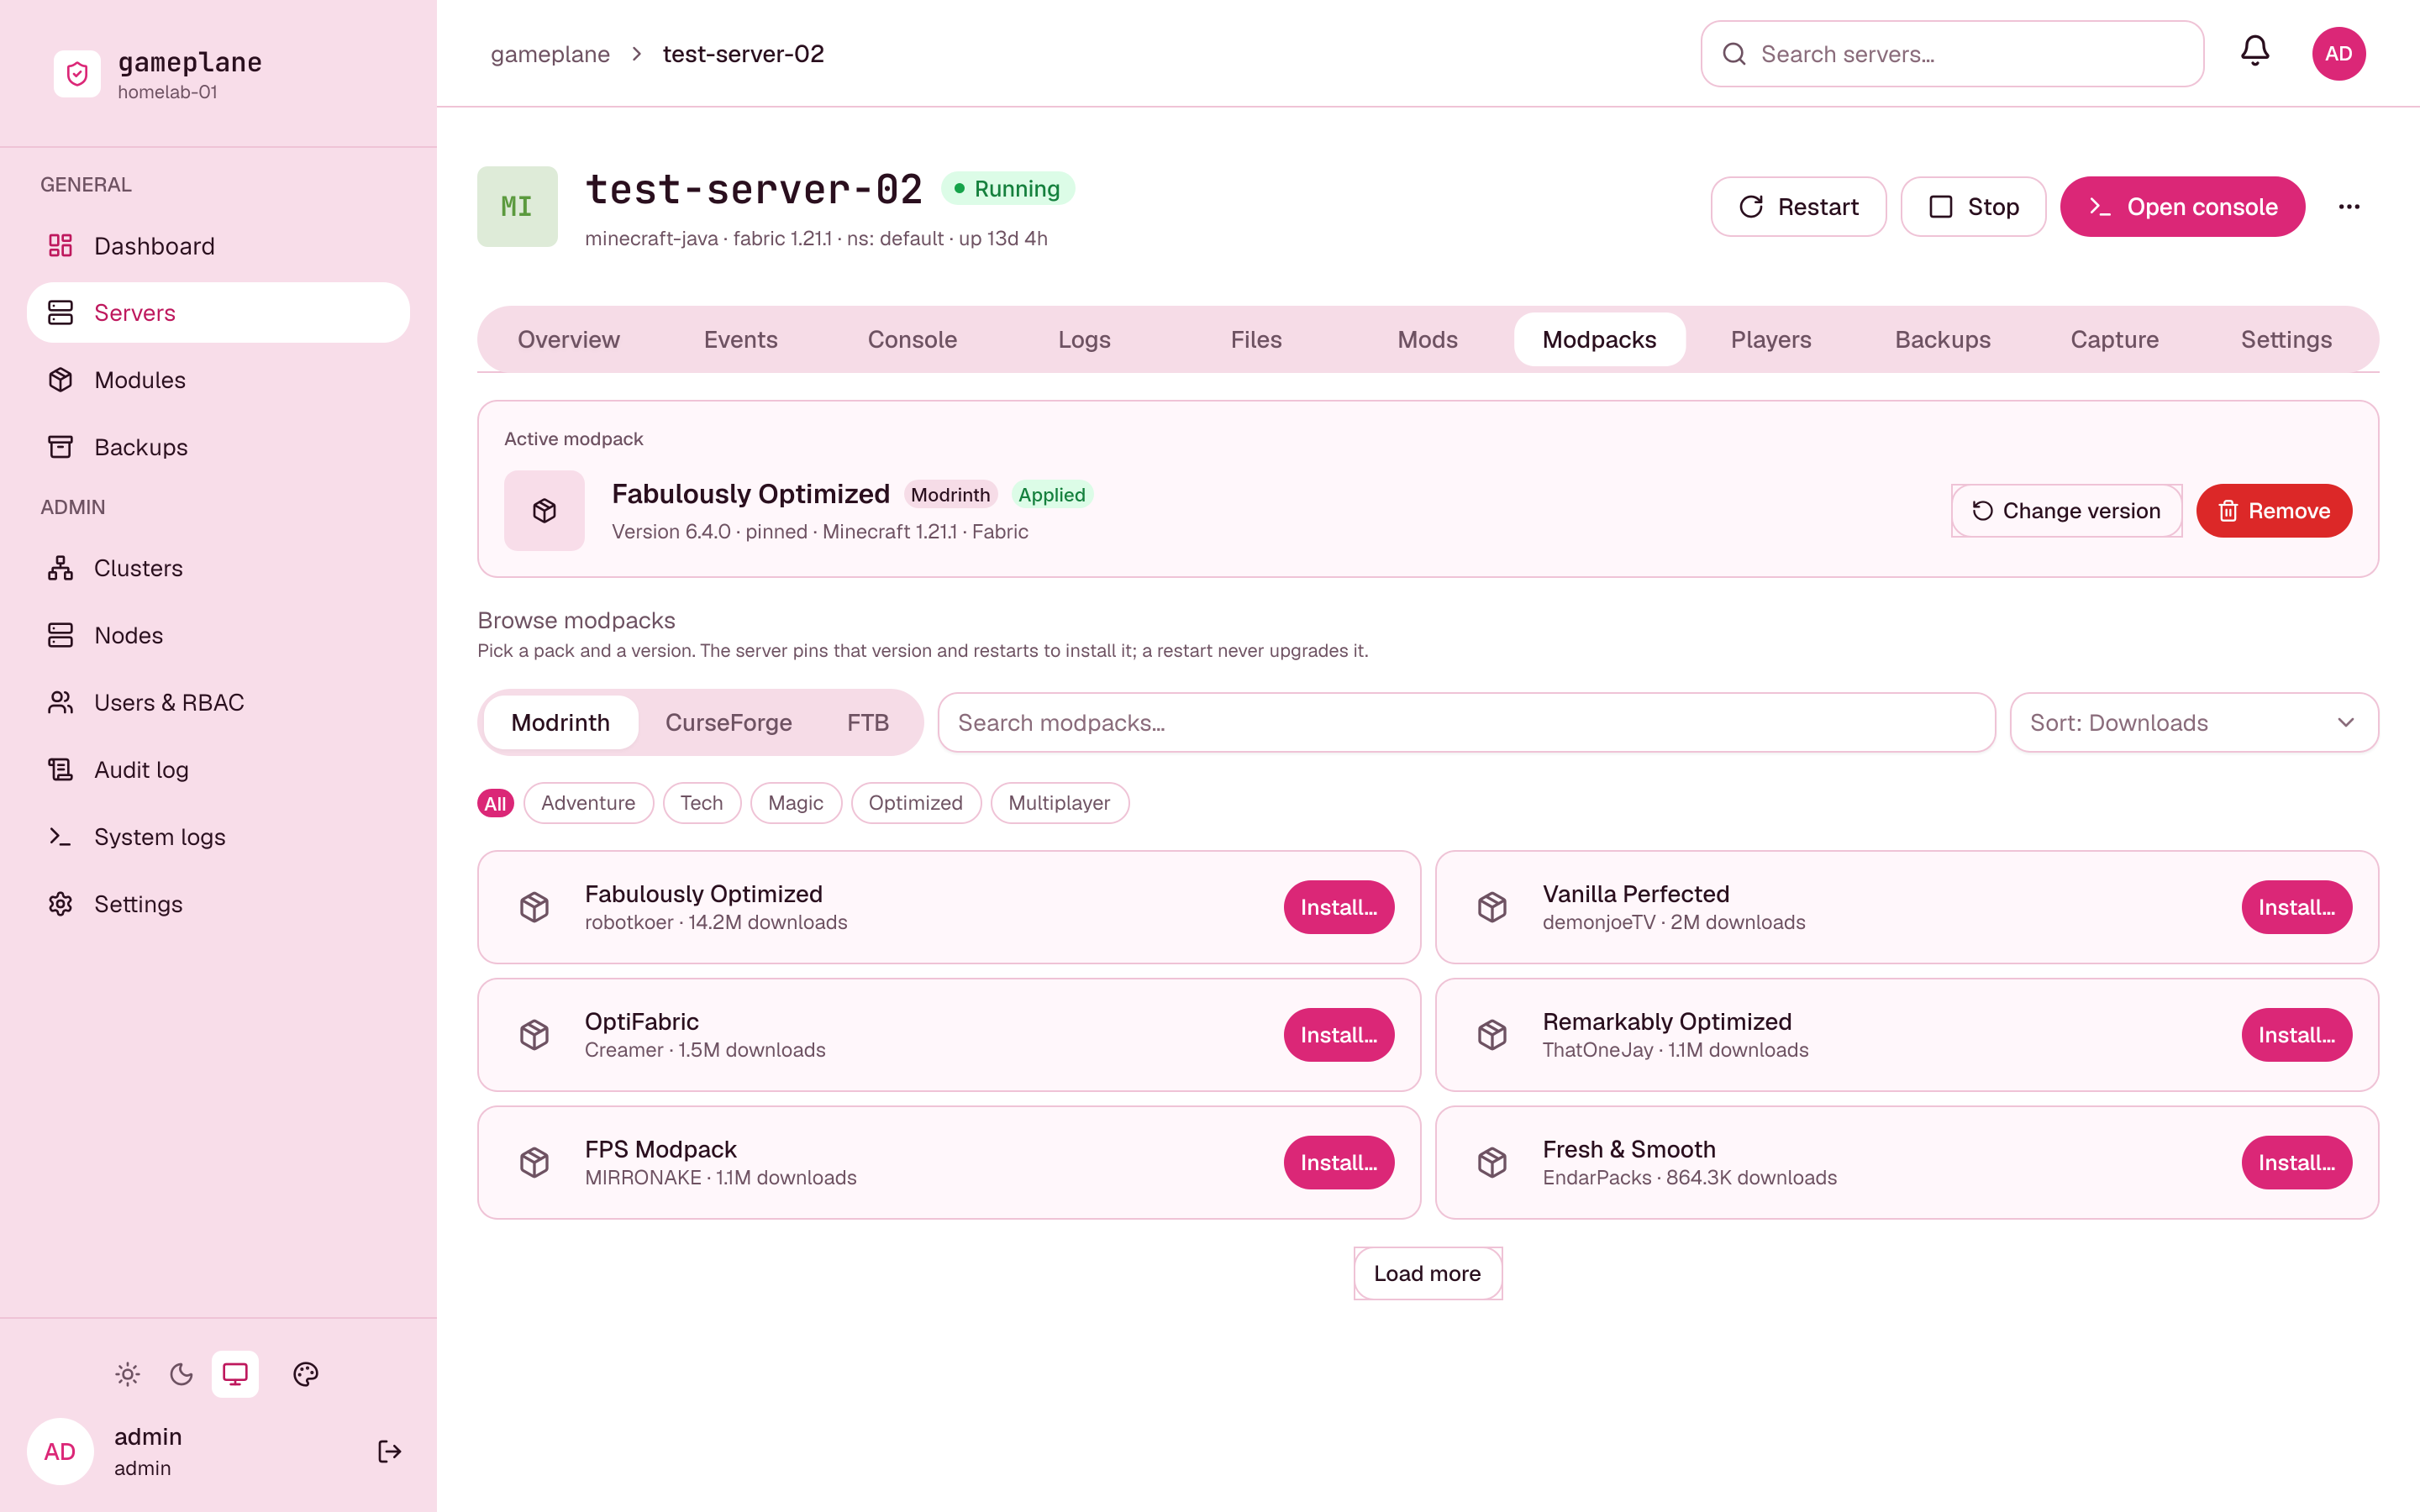 gameplane
homelab-01
GENERAL
Dashboard
Servers
Modules
Backups
ADMIN
Clusters
Nodes
Users & RBAC
Audit log
System logs
Settings
AD
admin
admin
gameplane > test-server-02
Search servers...
AD
MI
test-server-02
Running
minecraft-java · fabric 1.21.1 · ns: default · up 13d 4h
Restart
Stop
Open console
Overview
Events
Console
Logs
Files
Mods
Modpacks
Players
Backups
Capture
Settings
Active modpack
Fabulously Optimized
Modrinth
Applied
Version 6.4.0 · pinned · Minecraft 1.21.1 · Fabric
Change version
Remove
Browse modpacks
Pick a pack and a version. The server pins that version and restarts to install it; a restart never upgrades it.
Modrinth
CurseForge
FTB
Search modpacks...
Sort: Downloads
All
Adventure
Tech
Magic
Optimized
Multiplayer
Fabulously Optimized
robotkoer · 14.2M downloads
Install...
Vanilla Perfected
demonjoeTV · 2M downloads
Install...
OptiFabric
Creamer · 1.5M downloads
Install...
Remarkably Optimized
ThatOneJay · 1.1M downloads
Install...
FPS Modpack
MIRRONAKE · 1.1M downloads
Install...
Fresh & Smooth
EndarPacks · 864.3K downloads
Install...
Load more